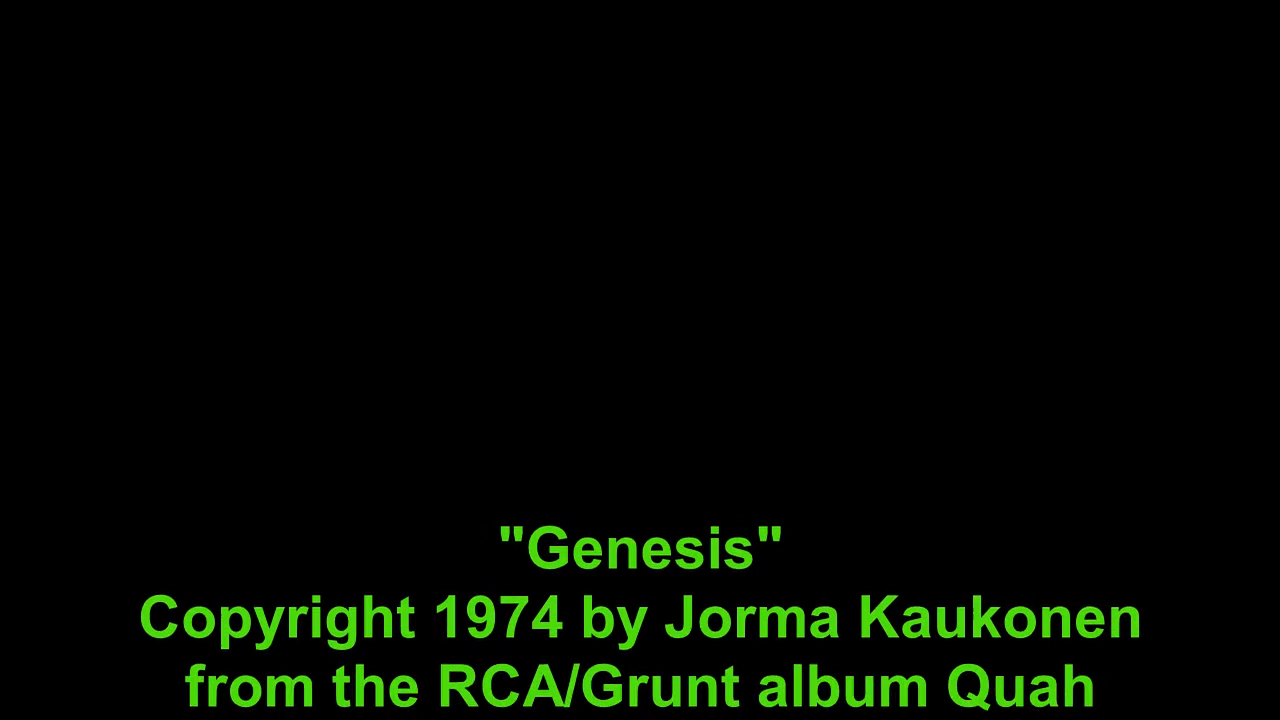 "Genesis"
Copyright 1974 by Jorma Kaukonen
from the RCA/Grunt album Quah